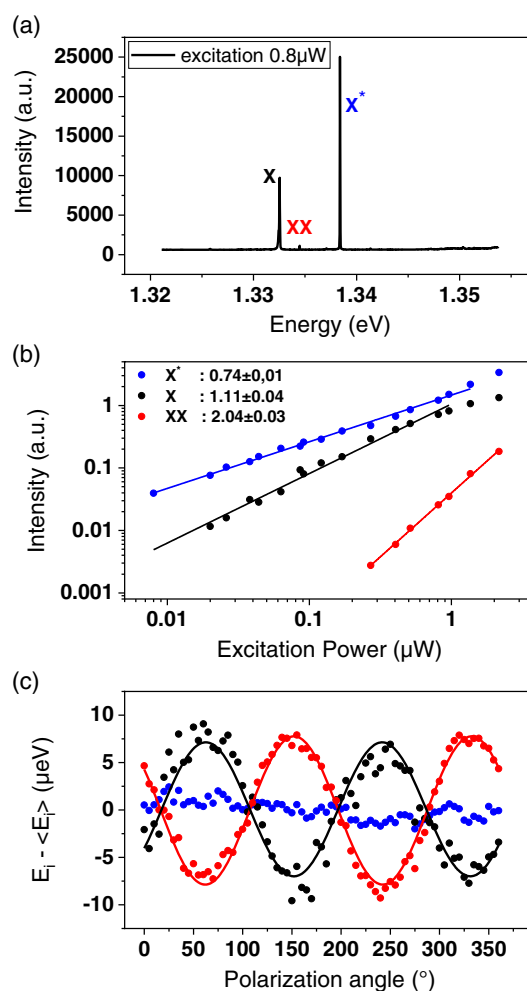 (a)
excitation 0.8µW
25000
20000
15000
10000
5000
0
Intensity (a.u.)
X
XX
X*
1.32
1.33
1.34
1.35
Energy (eV)
(b)
X* : 0.74±0,01
X : 1.11±0.04
XX : 2.04±0.03
1
0.1
0.01
0.001
Intensity (a.u.)
0.01
0.1
1
Excitation Power (µW)
(c)
10
5
0
-5
-10
E_i - <E_i> (µeV)
0
50
100
150
200
250
300
350
Polarization angle (°)